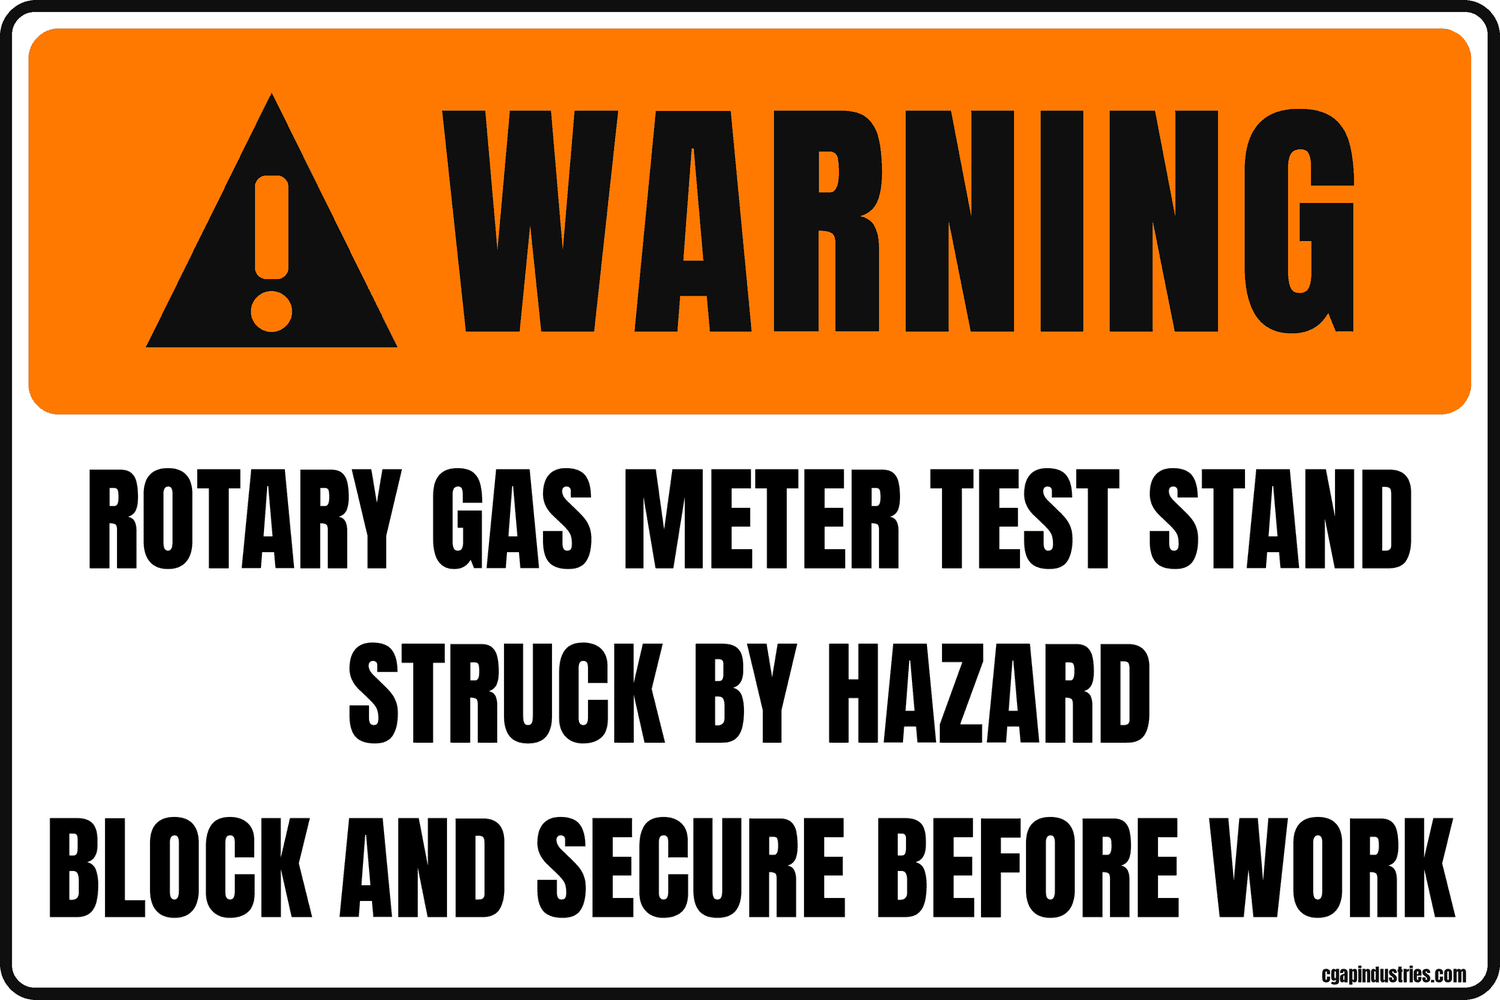 WARNING
ROTARY GAS METER TEST STAND
STRUCK BY HAZARD
BLOCK AND SECURE BEFORE WORK
cgapindustries.com